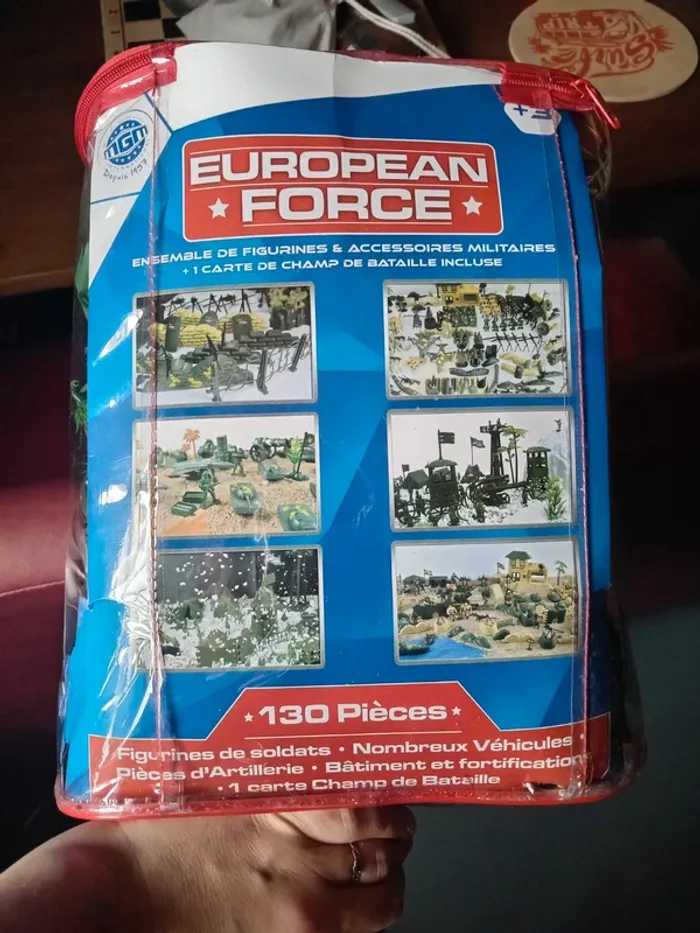 +3
MGM
Depuis 1957
EUROPEAN
FORCE
ENSEMBLE DE FIGURINES & ACCESSOIRES MILITAIRES
+ 1 CARTE DE CHAMP DE BATAILLE INCLUSE
130 Pièces
Figurines de soldats • Nombreux Véhicules
Pièces d'Artillerie • Bâtiment et fortification
• 1 carte Champ de Bataille